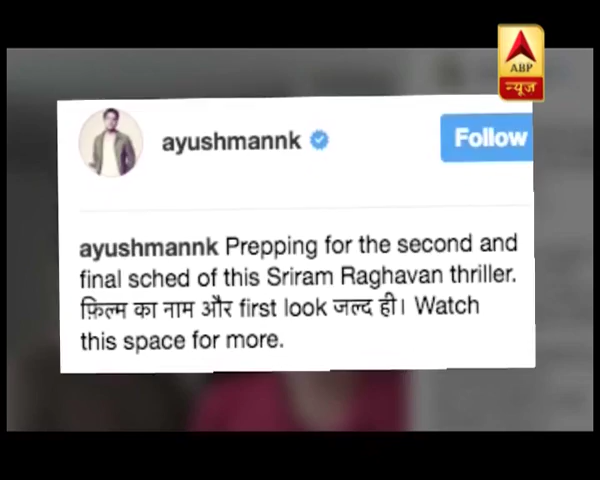 ABP
न्यूज़
ayushmannk
Follow
ayushmannk Prepping for the second and
final sched of this Sriram Raghavan thriller.
फ़िल्म का नाम और first look जल्द ही। Watch
this space for more.